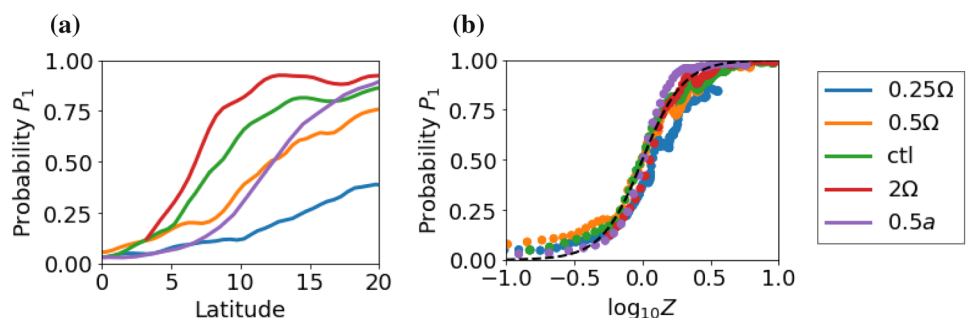 (a)
Probability P₁
1.00
0.75
0.50
0.25
0.00
0 5 10 15 20
Latitude
(b)
Probability P₁
1.00
0.75
0.50
0.25
0.00
−1.0 −0.5 0.0 0.5 1.0
log₁₀Z
0.25Ω
0.5Ω
ctl
2Ω
0.5a